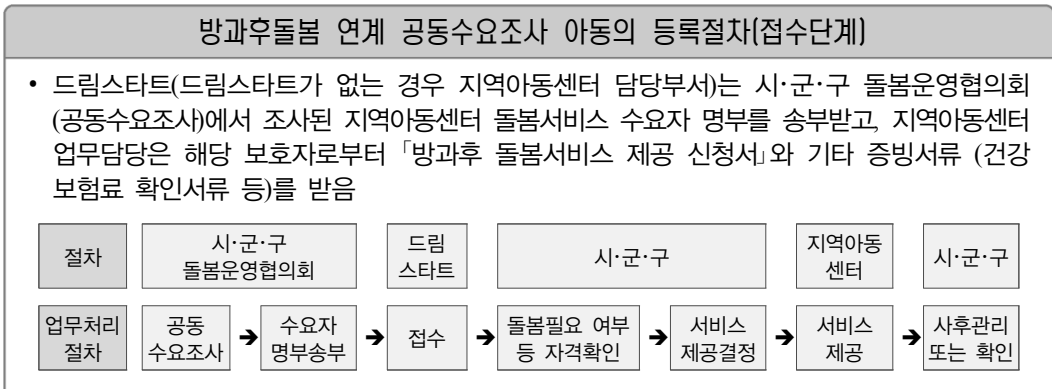 방과후돌봄 연계 공동수요조사 아동의 등록절차(접수단계)
• 드림스타트(드림스타트가 없는 경우 지역아동센터 담당부서)는 시·군·구 돌봄운영협의회
(공동수요조사)에서 조사된 지역아동센터 돌봄서비스 수요자 명부를 송부받고, 지역아동센터
업무담당은 해당 보호자로부터 「방과후 돌봄서비스 제공 신청서」와 기타 증빙서류 (건강
보험료 확인서류 등)를 받음
절차
시·군·구
돌봄운영협의회
드림
스타트
시·군·구
지역아동
센터
시·군·구
업무처리
절차
공동
수요조사
➔
수요자
명부송부
➔
접수
➔
돌봄필요 여부
등 자격확인
➔
서비스
제공결정
➔
서비스
제공
➔
사후관리
또는 확인